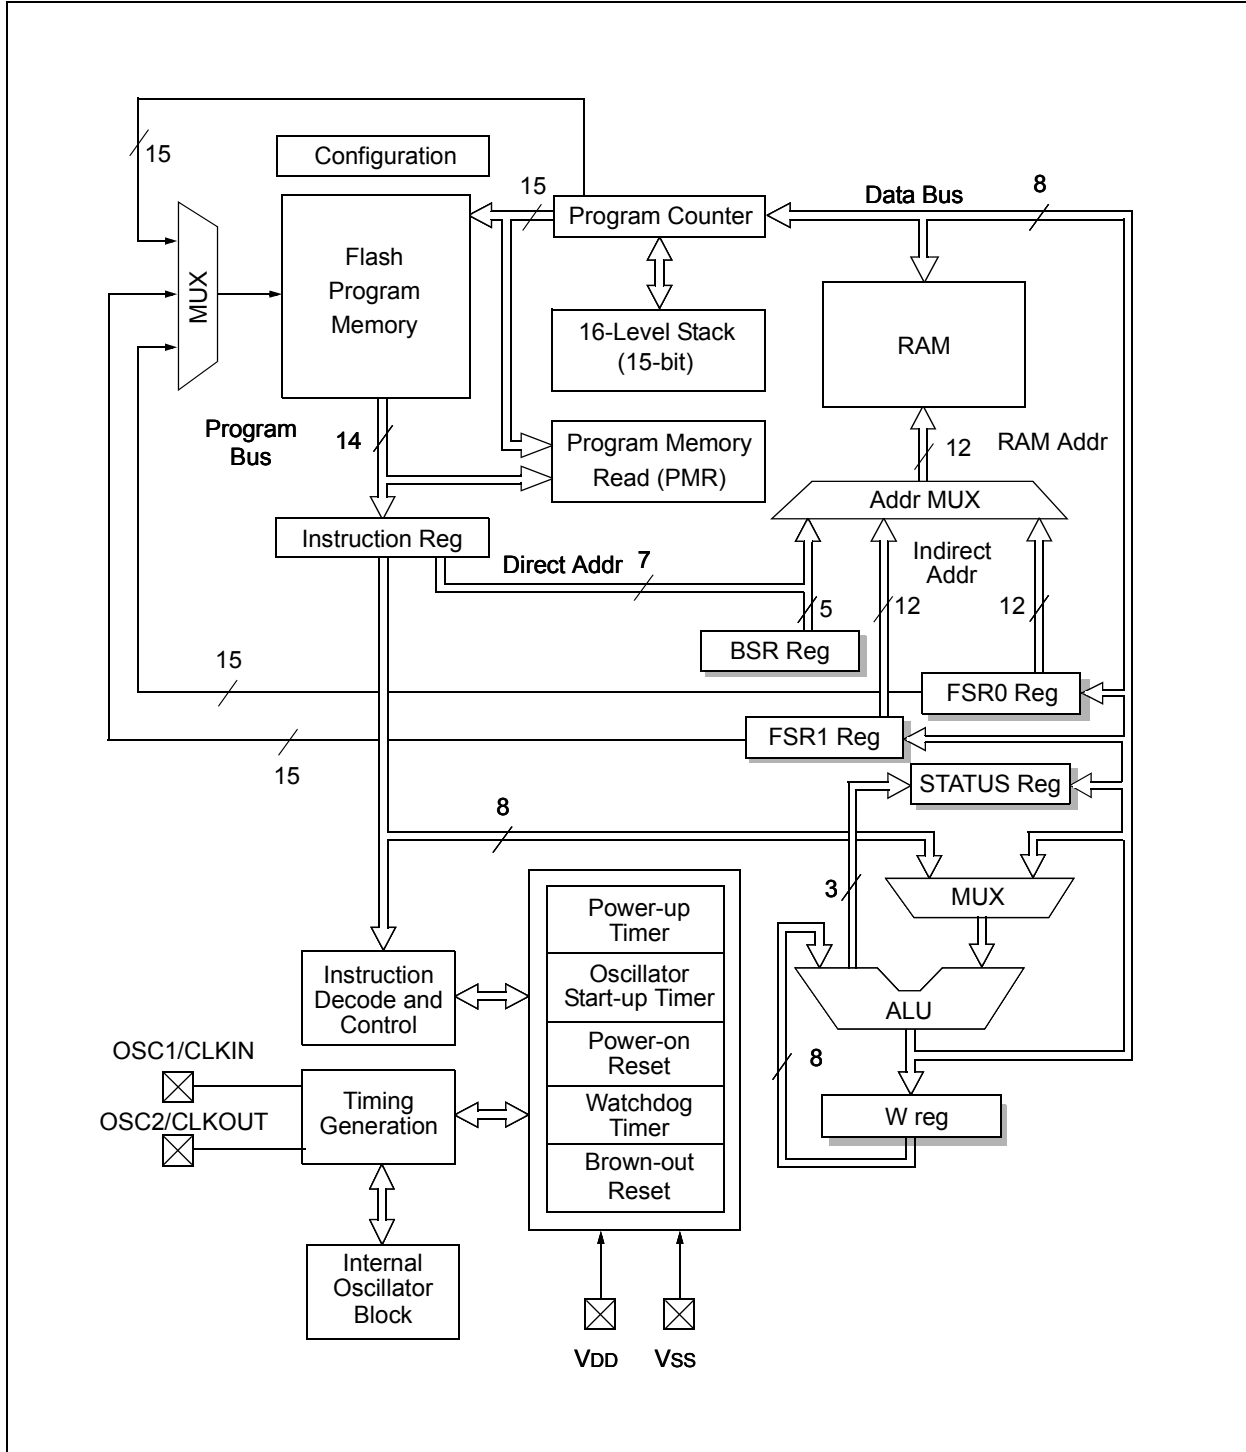 15
Configuration
15
Program Counter
Data Bus
8
MUX
Flash
Program
Memory
16-Level Stack
(15-bit)
RAM
Program
Bus
14
Program Memory
Read (PMR)
12
RAM Addr
Addr MUX
Instruction Reg
Direct Addr
7
Indirect
Addr
5
12
12
BSR Reg
15
FSR0 Reg
FSR1 Reg
15
STATUS Reg
8
3
MUX
Power-up
Timer
Instruction
Decode and
Control
Oscillator
Start-up Timer
ALU
OSC1/CLKIN
Power-on
Reset
8
OSC2/CLKOUT
Timing
Generation
Watchdog
Timer
W reg
Brown-out
Reset
Internal
Oscillator
Block
VDD
VSS